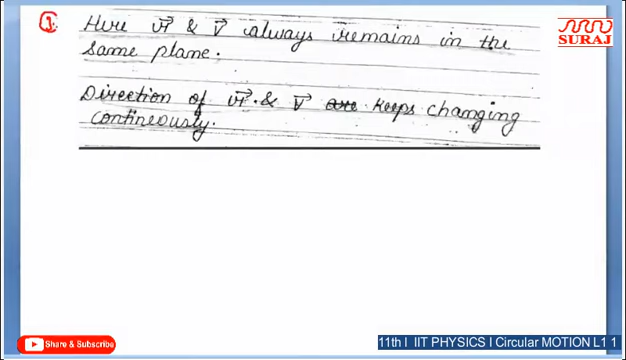 1.
Here r⃗ & v⃗ always remains in the
same plane.
Direction of r⃗ & v⃗ are keeps changing
contineously.
SURAJ
Share & Subscribe
11th I IIT PHYSICS I Circular MOTION L1 1